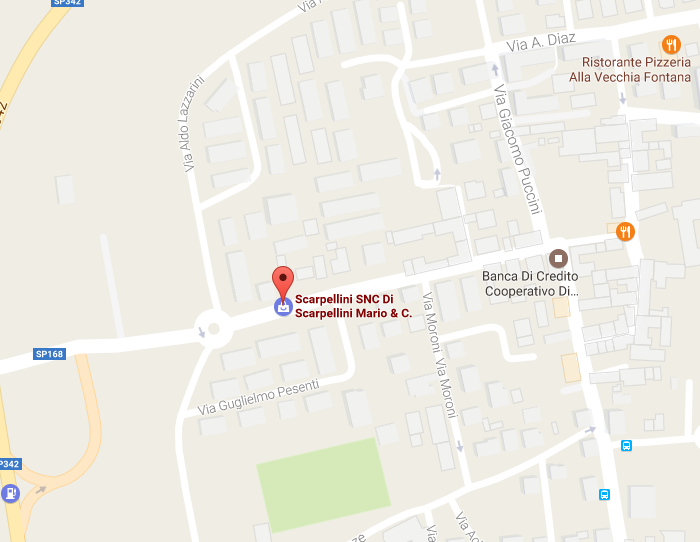 SP342
Via A. Diaz
Ristorante Pizzeria
Alla Vecchia Fontana
Via Aldo Lazzarini
Via Giacomo Puccini
Banca Di Credito
Cooperativo Di...
Scarpellini SNC Di
Scarpellini Mario & C.
Via Moroni
Via Moroni
SP168
Via Guglielmo Pesenti
P342